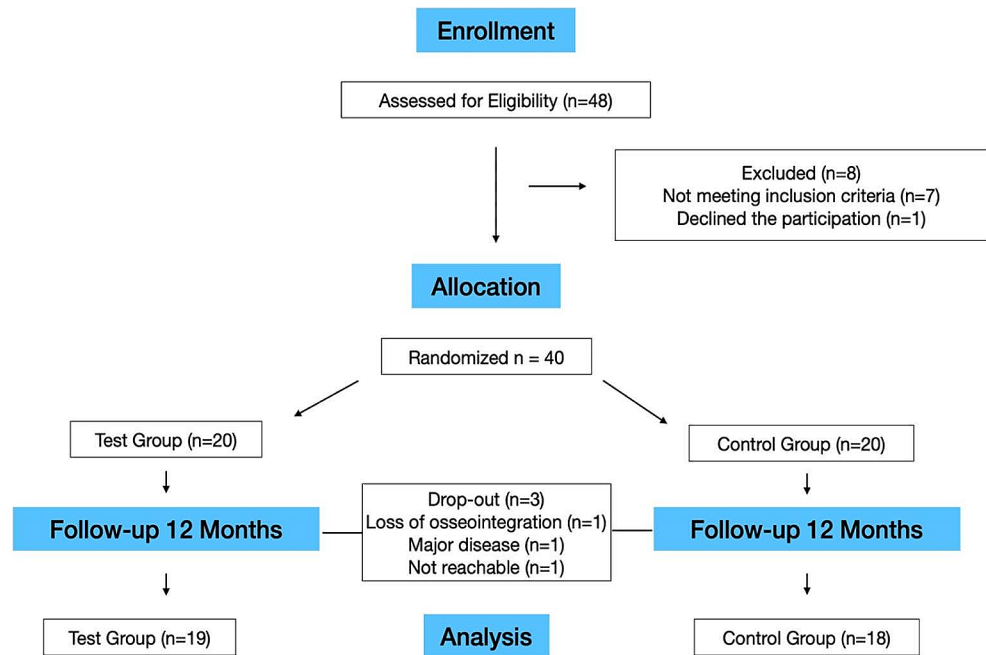 Enrollment
Assessed for Eligibility (n=48)
Excluded (n=8)
Not meeting inclusion criteria (n=7)
Declined the participation (n=1)
Allocation
Randomized n = 40
Test Group (n=20)
Control Group (n=20)
Follow-up 12 Months
Drop-out (n=3)
Loss of osseointegration (n=1)
Major disease (n=1)
Not reachable (n=1)
Follow-up 12 Months
Test Group (n=19)
Analysis
Control Group (n=18)